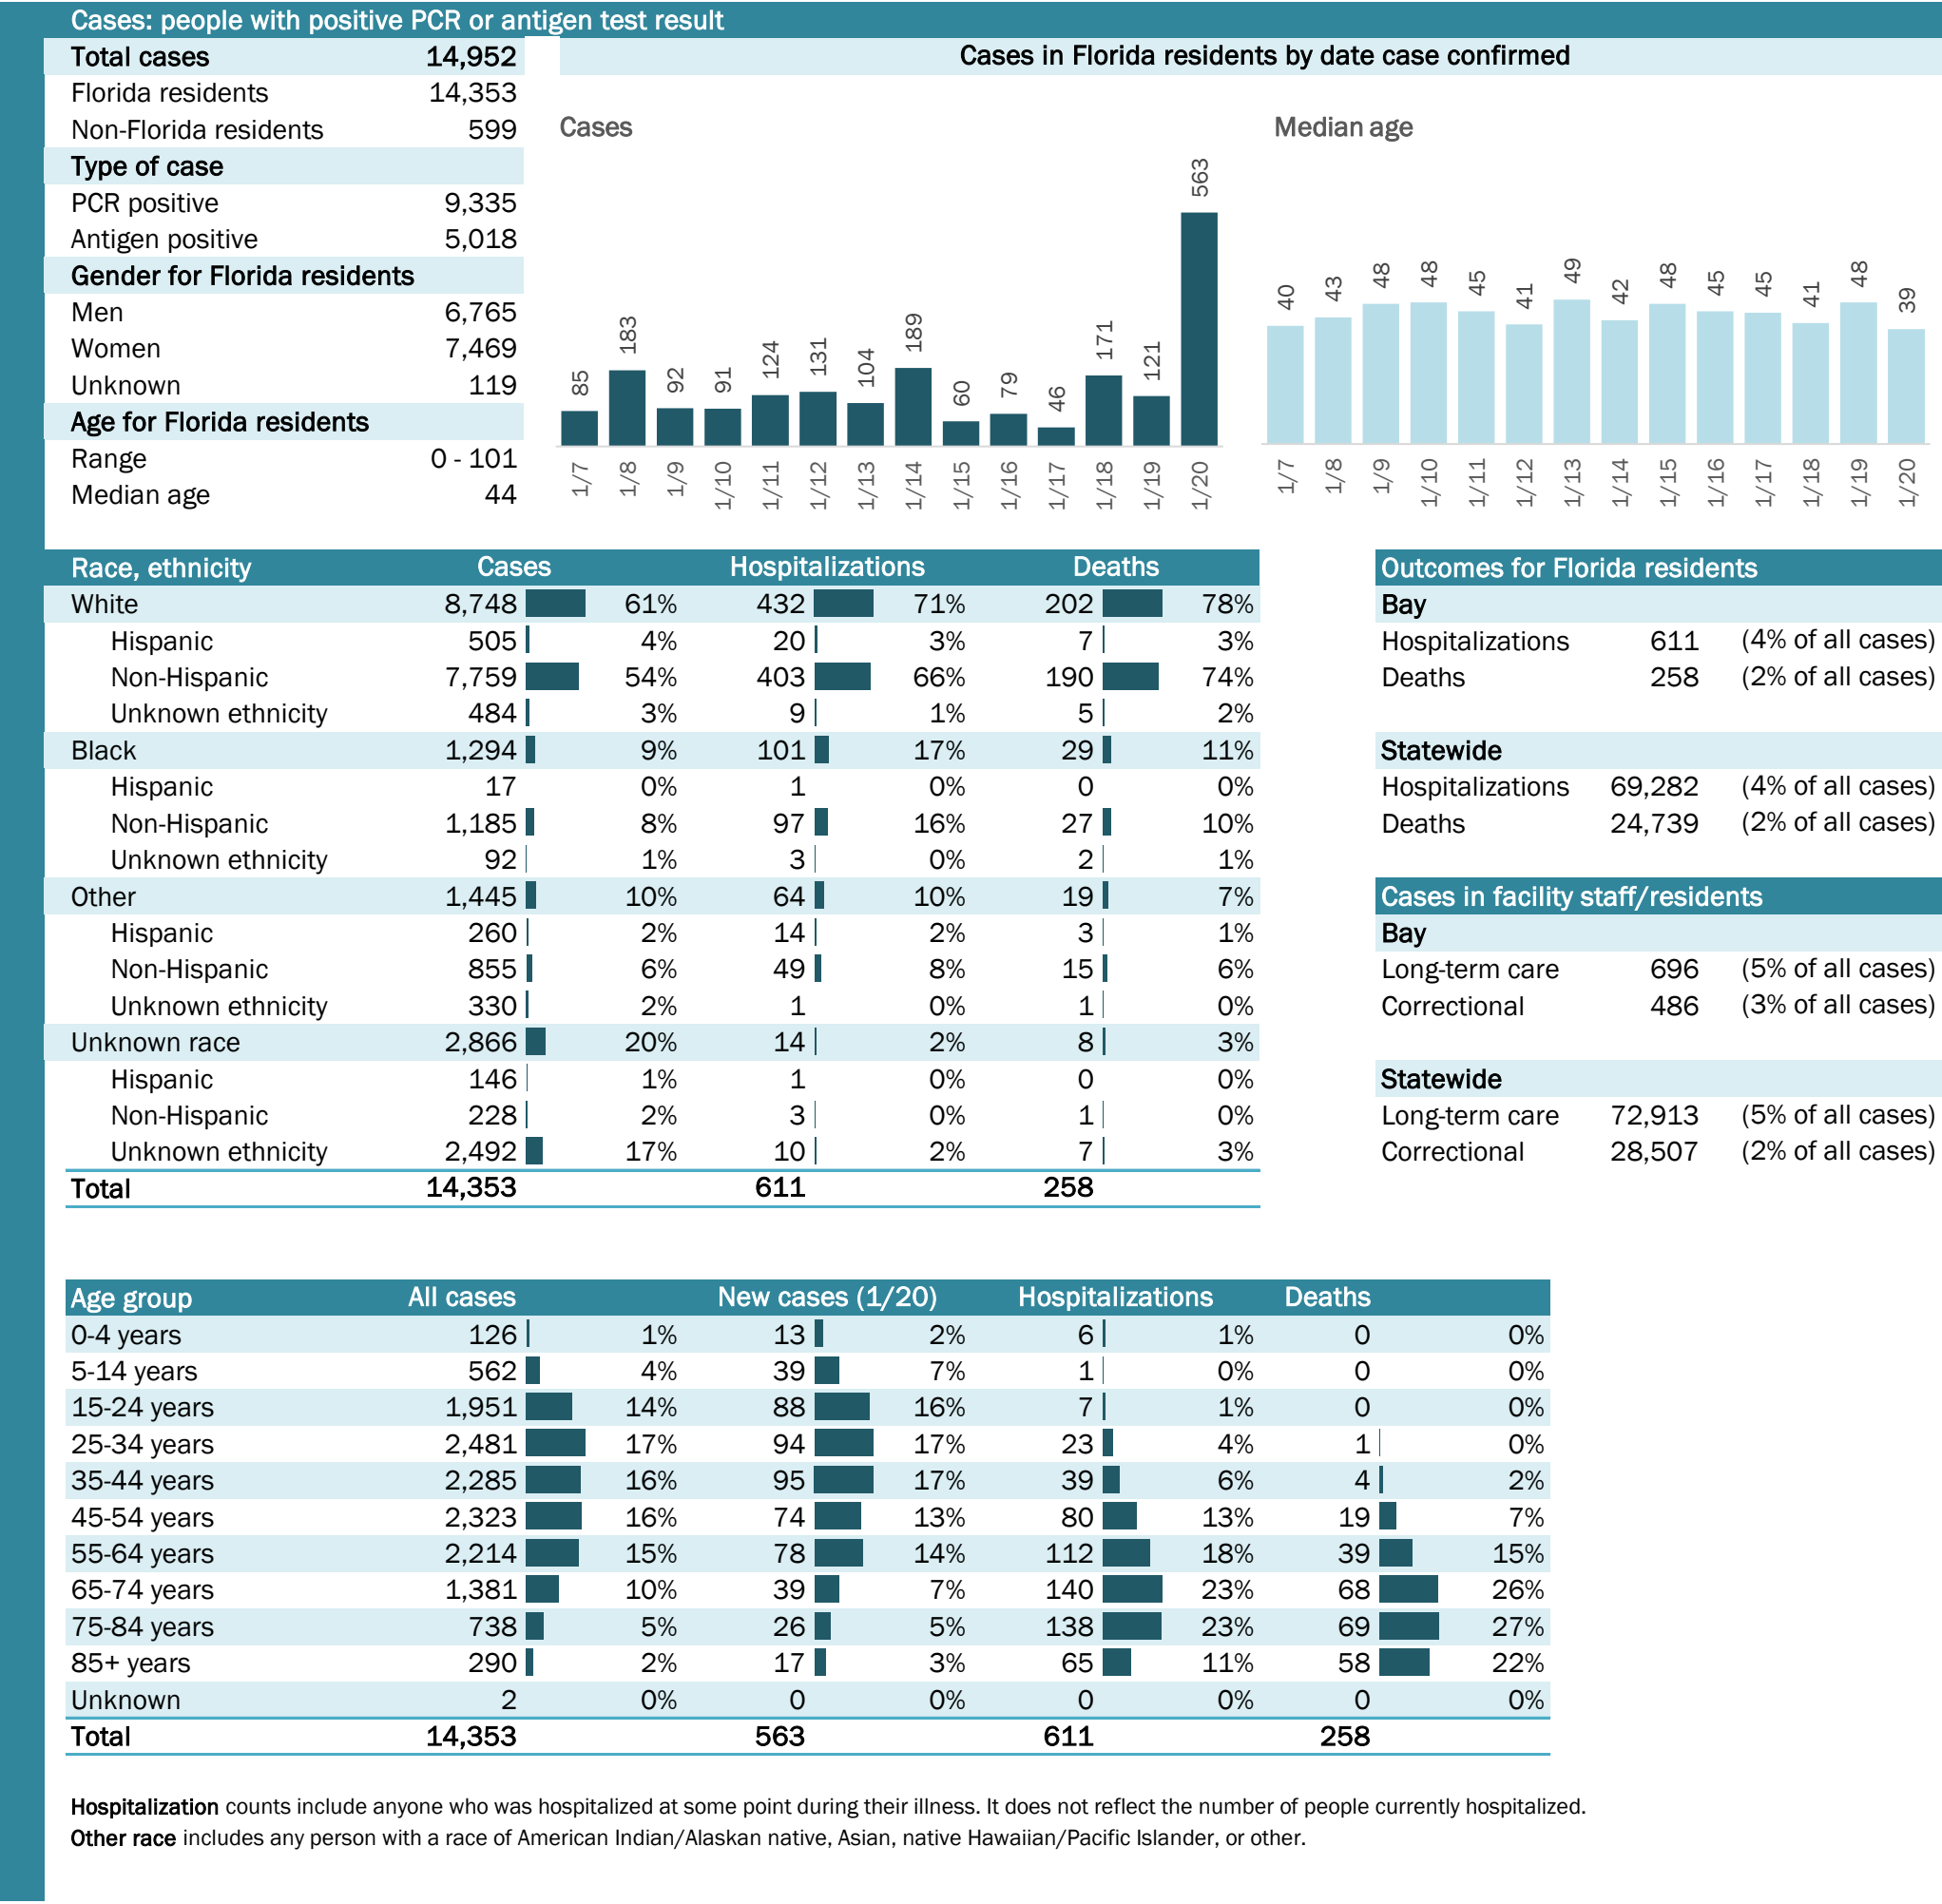 Cases: people with positive PCR or antigen test result
Total cases 14,952
Florida residents 14,353
Non-Florida residents 599
Type of case
PCR positive 9,335
Antigen positive 5,018
Gender for Florida residents
Men 6,765
Women 7,469
Unknown 119
Age for Florida residents
Range 0 - 101
Median age 44
Cases in Florida residents by date case confirmed
Cases
85 183 92 91 124 131 104 189 60 79 46 171 121 563
1/7 1/8 1/9 1/10 1/11 1/12 1/13 1/14 1/15 1/16 1/17 1/18 1/19 1/20
Median age
40 43 48 48 45 41 49 42 48 45 45 41 48 39
1/7 1/8 1/9 1/10 1/11 1/12 1/13 1/14 1/15 1/16 1/17 1/18 1/19 1/20
Race, ethnicity Cases Hospitalizations Deaths
White 8,748 61% 432 71% 202 78%
Hispanic 505 4% 20 3% 7 3%
Non-Hispanic 7,759 54% 403 66% 190 74%
Unknown ethnicity 484 3% 9 1% 5 2%
Black 1,294 9% 101 17% 29 11%
Hispanic 17 0% 1 0% 0 0%
Non-Hispanic 1,185 8% 97 16% 27 10%
Unknown ethnicity 92 1% 3 0% 2 1%
Other 1,445 10% 64 10% 19 7%
Hispanic 260 2% 14 2% 3 1%
Non-Hispanic 855 6% 49 8% 15 6%
Unknown ethnicity 330 2% 1 0% 1 0%
Unknown race 2,866 20% 14 2% 8 3%
Hispanic 146 1% 1 0% 0 0%
Non-Hispanic 228 2% 3 0% 1 0%
Unknown ethnicity 2,492 17% 10 2% 7 3%
Total 14,353 611 258
Outcomes for Florida residents
Bay
Hospitalizations 611 (4% of all cases)
Deaths 258 (2% of all cases)
Statewide
Hospitalizations 69,282 (4% of all cases)
Deaths 24,739 (2% of all cases)
Cases in facility staff/residents
Bay
Long-term care 696 (5% of all cases)
Correctional 486 (3% of all cases)
Statewide
Long-term care 72,913 (5% of all cases)
Correctional 28,507 (2% of all cases)
Age group All cases New cases (1/20) Hospitalizations Deaths
0-4 years 126 1% 13 2% 6 1% 0 0%
5-14 years 562 4% 39 7% 1 0% 0 0%
15-24 years 1,951 14% 88 16% 7 1% 0 0%
25-34 years 2,481 17% 94 17% 23 4% 1 0%
35-44 years 2,285 16% 95 17% 39 6% 4 2%
45-54 years 2,323 16% 74 13% 80 13% 19 7%
55-64 years 2,214 15% 78 14% 112 18% 39 15%
65-74 years 1,381 10% 39 7% 140 23% 68 26%
75-84 years 738 5% 26 5% 138 23% 69 27%
85+ years 290 2% 17 3% 65 11% 58 22%
Unknown 2 0% 0 0% 0 0% 0 0%
Total 14,353 563 611 258
Hospitalization counts include anyone who was hospitalized at some point during their illness. It does not reflect the number of people currently hospitalized.
Other race includes any person with a race of American Indian/Alaskan native, Asian, native Hawaiian/Pacific Islander, or other.